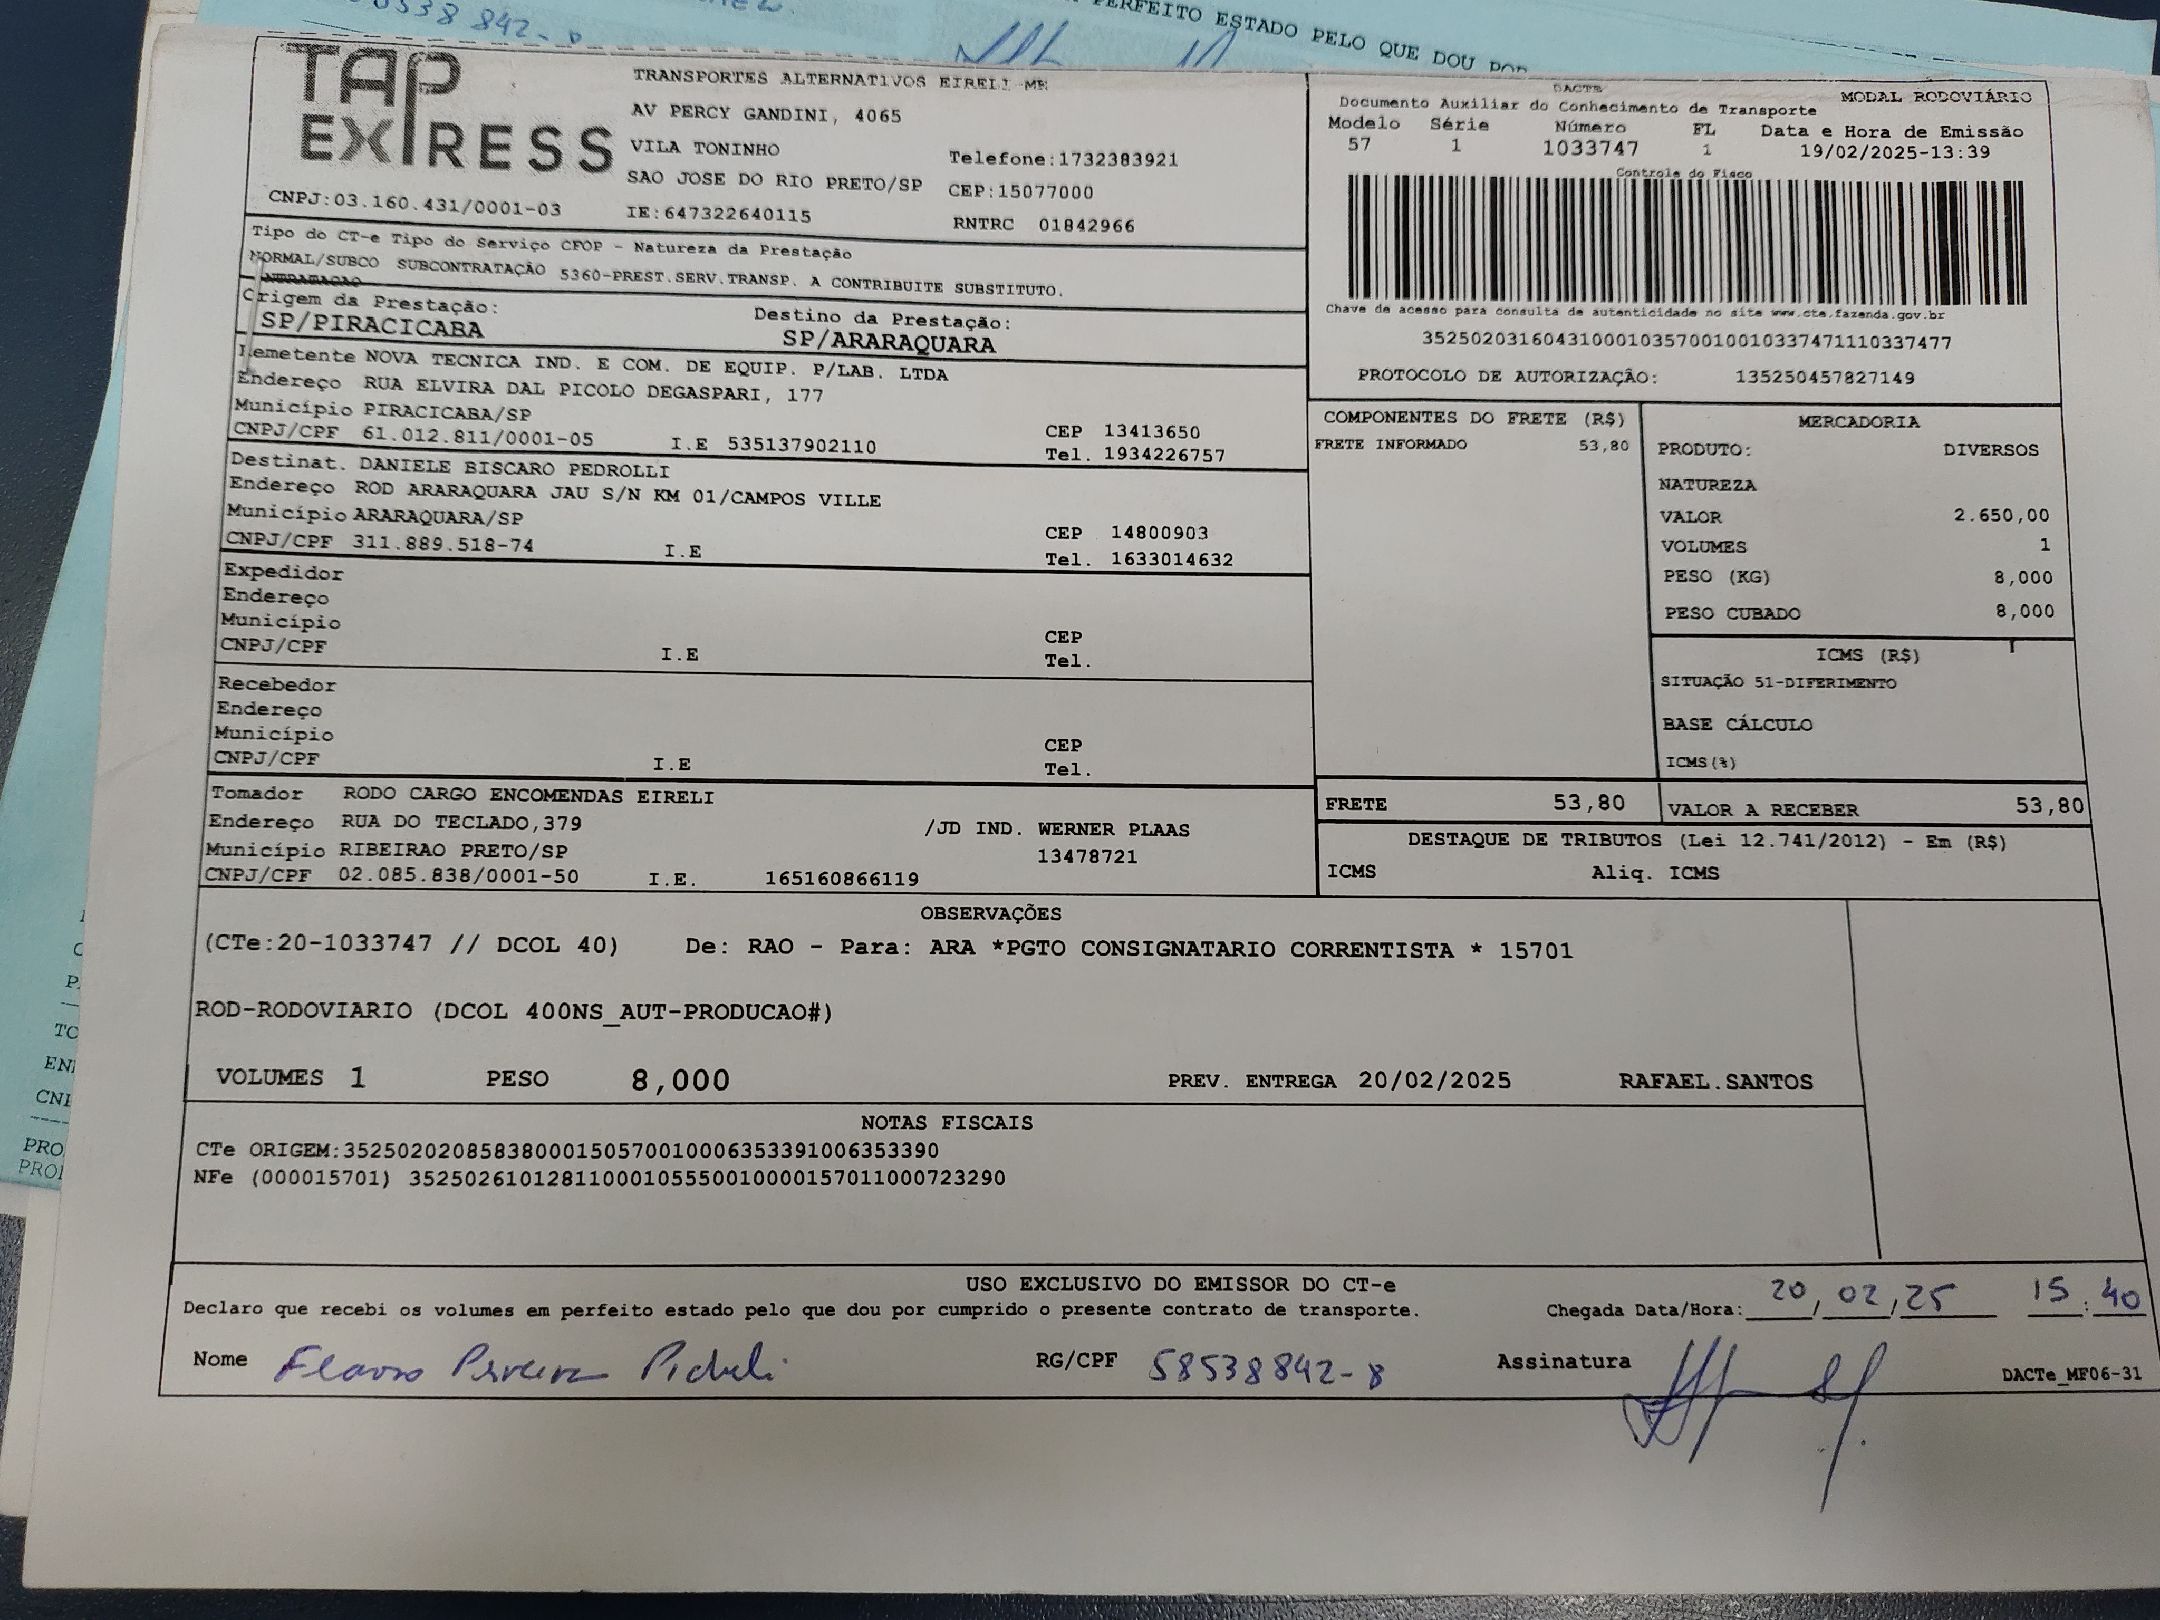 58538 842-
PERFEITO ESTADO PELO QUE DOU POR
TAP EXPRESS
TRANSPORTES ALTERNATIVOS EIRELI ME
AV PERCY GANDINI, 4065
VILA TONINHO
Telefone:1732383921
SAO JOSE DO RIO PRETO/SP CEP:15077000
CNPJ:03.160.431/0001-03 IE:647322640115 RNTRC 01842966
DACTE
MODAL RODOVIÁRIO
Documento Auxiliar do Conhecimento de Transporte
Modelo Série Número FL Data e Hora de Emissão
57 1 1033747 1 19/02/2025-13:39
Controle do Fisco
Chave de acesso para consulta de autenticidade no site www.cte.fazenda.gov.br
35250203160431000103570010010337471110337477
PROTOCOLO DE AUTORIZAÇÃO: 135250457827149
Tipo do CT-e Tipo do Serviço CFOP - Natureza da Prestação
NORMAL/SUBCO SUBCONTRATAÇÃO 5360-PREST.SERV.TRANSP. A CONTRIBUITE SUBSTITUTO.
NTRATACAO
Origem da Prestação: Destino da Prestação:
SP/PIRACICABA SP/ARARAQUARA
Remetente NOVA TECNICA IND. E COM. DE EQUIP. P/LAB. LTDA
Endereço RUA ELVIRA DAL PICOLO DEGASPARI, 177
Município PIRACICABA/SP CEP 13413650
CNPJ/CPF 61.012.811/0001-05 I.E 535137902110 Tel. 1934226757
Destinat. DANIELE BISCARO PEDROLLI
Endereço ROD ARARAQUARA JAU S/N KM 01/CAMPOS VILLE
Município ARARAQUARA/SP CEP 14800903
CNPJ/CPF 311.889.518-74 I.E Tel. 1633014632
Expedidor
Endereço
Município CEP
CNPJ/CPF I.E Tel.
Recebedor
Endereço
Município CEP
CNPJ/CPF I.E Tel.
Tomador RODO CARGO ENCOMENDAS EIRELI
Endereço RUA DO TECLADO,379 /JD IND. WERNER PLAAS
Município RIBEIRAO PRETO/SP 13478721
CNPJ/CPF 02.085.838/0001-50 I.E. 165160866119
COMPONENTES DO FRETE (R$)
FRETE INFORMADO 53,80
MERCADORIA
PRODUTO: DIVERSOS
NATUREZA
VALOR 2.650,00
VOLUMES 1
PESO (KG) 8,000
PESO CUBADO 8,000
ICMS (R$)
SITUAÇÃO 51-DIFERIMENTO
BASE CÁLCULO
ICMS(%)
FRETE 53,80 VALOR A RECEBER 53,80
DESTAQUE DE TRIBUTOS (Lei 12.741/2012) - Em (R$)
ICMS Aliq. ICMS
OBSERVAÇÕES
(CTe:20-1033747 // DCOL 40) De: RAO - Para: ARA *PGTO CONSIGNATARIO CORRENTISTA * 15701
ROD-RODOVIARIO (DCOL 400NS_AUT-PRODUCAO#)
VOLUMES 1 PESO 8,000 PREV. ENTREGA 20/02/2025 RAFAEL.SANTOS
NOTAS FISCAIS
CTe ORIGEM:35250202085838000150570010006353391006353390
NFe (000015701) 35250261012811000105550010000157011000723290
USO EXCLUSIVO DO EMISSOR DO CT-e
Declaro que recebi os volumes em perfeito estado pelo que dou por cumprido o presente contrato de transporte. Chegada Data/Hora: 20/02/25 15:40
Nome RG/CPF 58538842-8 Assinatura
DACTe_MF06-31
TO
CNI
PRO